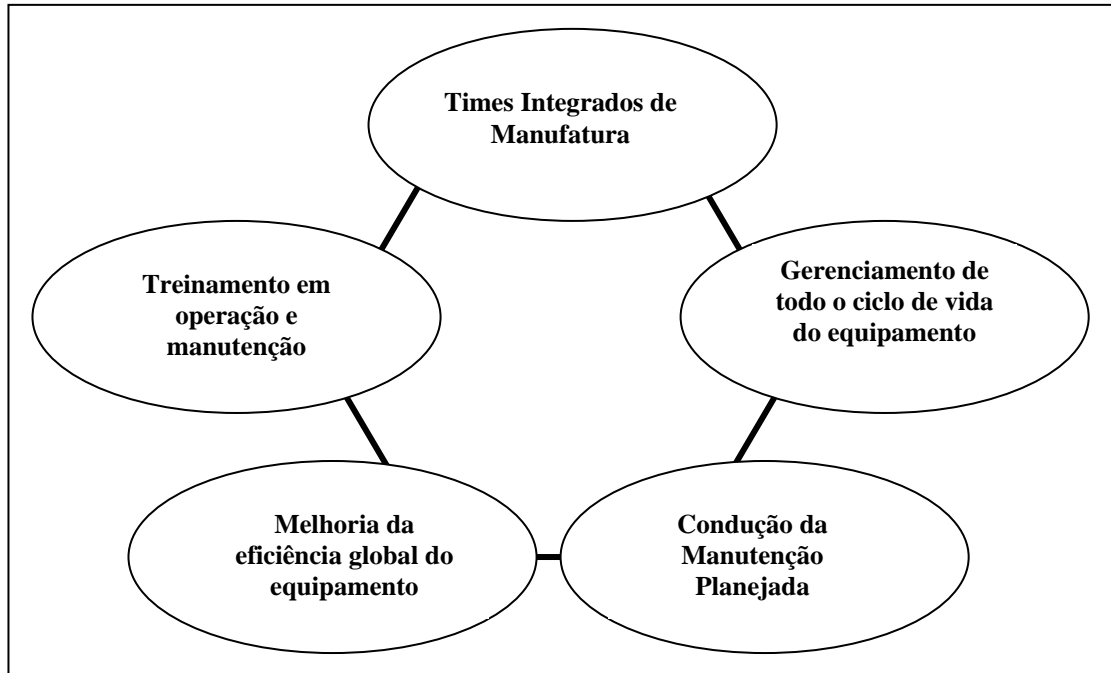 Times Integrados de
Manufatura
Treinamento em
operação e
manutenção
Gerenciamento de
todo o ciclo de vida
do equipamento
Melhoria da
eficiência global do
equipamento
Condução da
Manutenção
Planejada